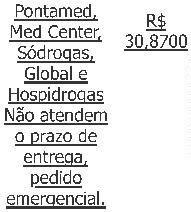 Pontamed,
Med Center,
Sódrogas,
Global e
Hospidrogas
Não atendem
o prazo de
entrega,
pedido
emergencial.
R$
30,8700